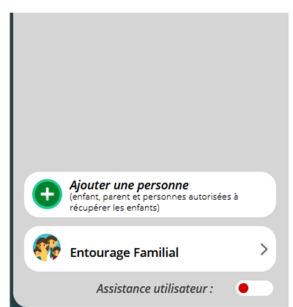 Ajouter une personne
(enfant, parent et personnes autorisées à
récupérer les enfants)
Entourage Familial
Assistance utilisateur :